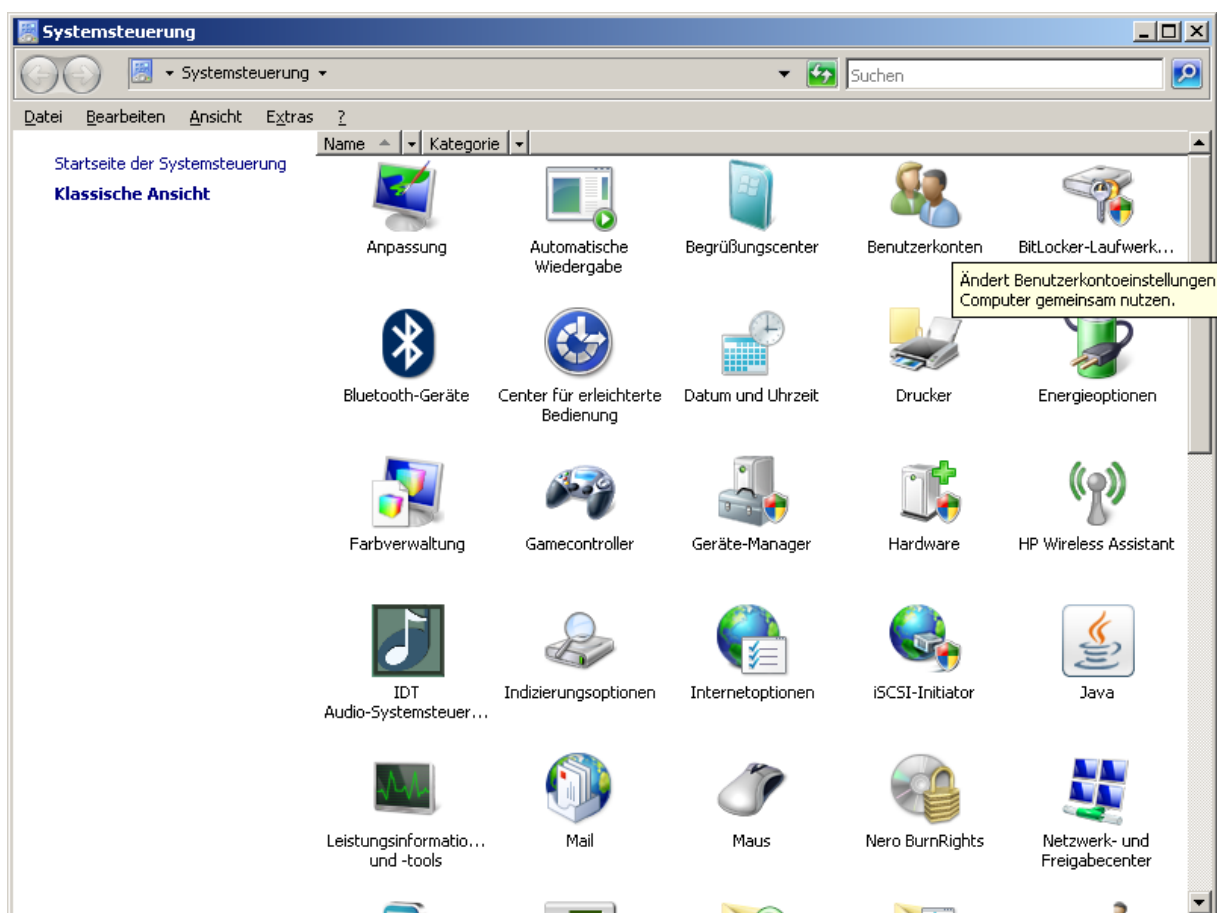 Systemsteuerung
Systemsteuerung
Suchen
Datei Bearbeiten Ansicht Extras ?
Name Kategorie
Startseite der Systemsteuerung
Klassische Ansicht
Anpassung
Automatische
Wiedergabe
Begrüßungscenter
Benutzerkonten
BitLocker-Laufwerk...
Ändert Benutzerkontoeinstellungen
Computer gemeinsam nutzen.
Bluetooth-Geräte
Center für erleichterte
Bedienung
Datum und Uhrzeit
Drucker
Energieoptionen
Farbverwaltung
Gamecontroller
Geräte-Manager
Hardware
HP Wireless Assistant
IDT
Audio-Systemsteuer...
Indizierungsoptionen
Internetoptionen
iSCSI-Initiator
Java
Leistungsinformatio...
und -tools
Mail
Maus
Nero BurnRights
Netzwerk- und
Freigabecenter